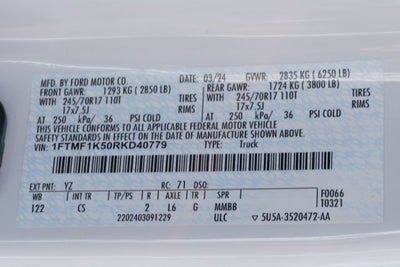 MFD. BY FORD MOTOR CO. DATE: 03/24 GVWR: 2835 KG ( 6250 LB)
FRONT GAWR: 1293 KG ( 2850 LB) REAR GAWR: 1724 KG ( 3800 LB)
WITH 245/70R17 110T TIRES WITH 245/70R17 110T TIRES
17x7.5J RIMS 17x7.5J RIMS
AT 250 kPa/ 36 PSI COLD AT 250 kPa/ 36 PSI COLD
THIS VEHICLE CONFORMS TO ALL APPLICABLE FEDERAL MOTOR VEHICLE
SAFETY STANDARDS IN EFFECT ON THE DATE OF MANUFACTURE SHOWN ABOVE.
VIN: 1FTMF1K50RKD40779 TYPE: Truck
EXT PNT: YZ RC: 71 DSO: F0066
WB INT TR TP/PS R AXLE TR SPR T0321
122 CS 2 L6 G MMBB
2202403091229 ULC 5U5A-3520472-AA